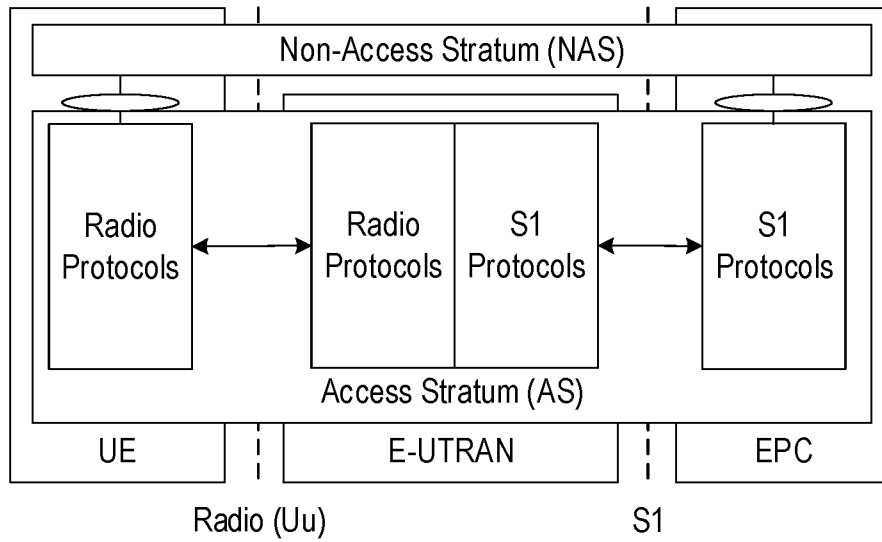 Non-Access Stratum (NAS)
Radio
Protocols
Radio
Protocols
S1
Protocols
S1
Protocols
Access Stratum (AS)
UE
E-UTRAN
EPC
Radio (Uu)
S1